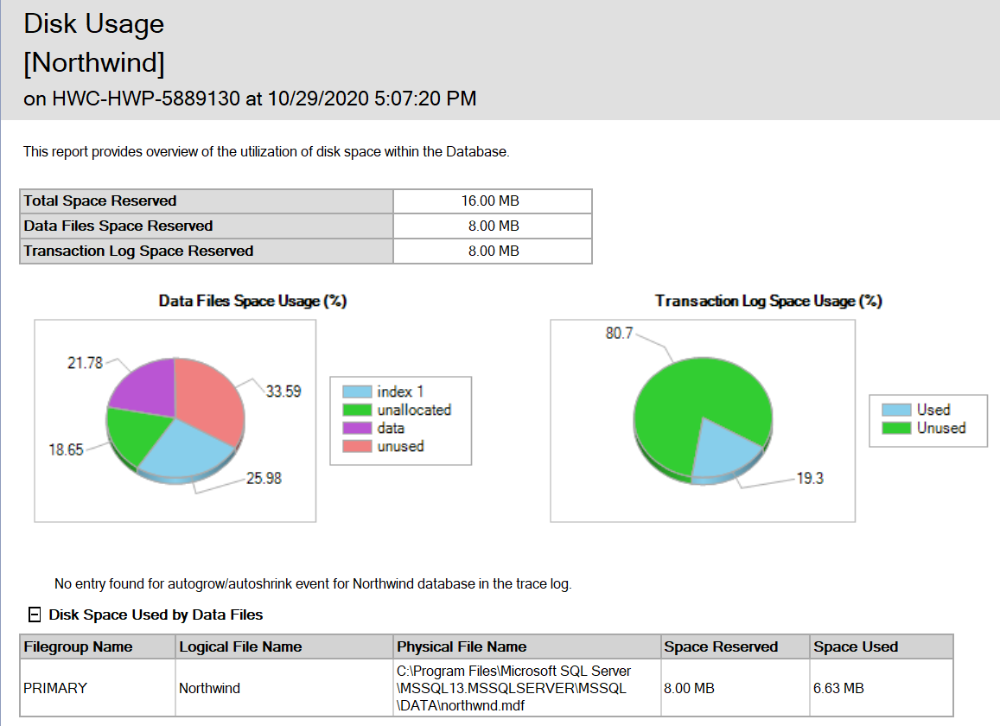 Disk Usage
[Northwind]
on HWC-HWP-5889130 at 10/29/2020 5:07:20 PM
This report provides overview of the utilization of disk space within the Database.
Total Space Reserved 16.00 MB
Data Files Space Reserved 8.00 MB
Transaction Log Space Reserved 8.00 MB
Data Files Space Usage (%)
21.78
33.59
18.65
25.98
index 1
unallocated
data
unused
Transaction Log Space Usage (%)
80.7
19.3
Used
Unused
No entry found for autogrow/autoshrink event for Northwind database in the trace log.
Disk Space Used by Data Files
Filegroup Name Logical File Name Physical File Name Space Reserved Space Used
C:\Program Files\Microsoft SQL Server
PRIMARY Northwind \MSSQL13.MSSQLSERVER\MSSQL 8.00 MB 6.63 MB
\DATA\northwnd.mdf